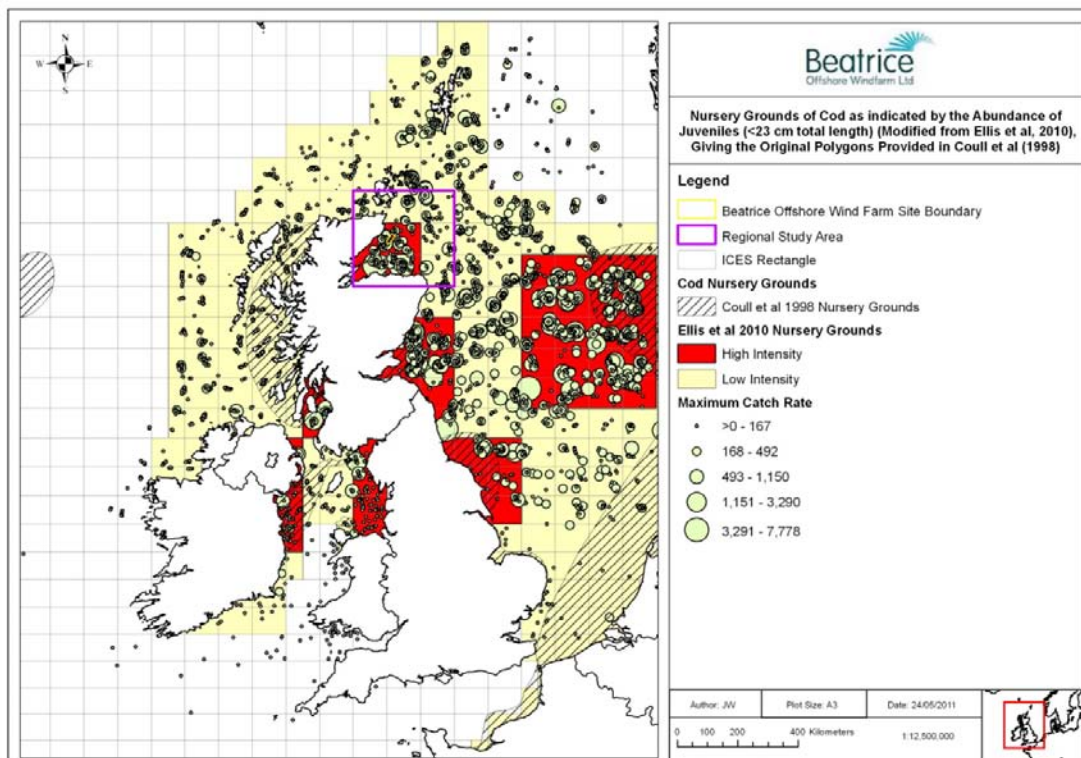 N
W E
S
Beatrice
Offshore Windfarm Ltd
Nursery Grounds of Cod as indicated by the Abundance of
Juveniles (<23 cm total length) (Modified from Ellis et al, 2010),
Giving the Original Polygons Provided in Coull et al (1998)
Legend
Beatrice Offshore Wind Farm Site Boundary
Regional Study Area
ICES Rectangle
Cod Nursery Grounds
Coull et al 1998 Nursery Grounds
Ellis et al 2010 Nursery Grounds
High Intensity
Low Intensity
Maximum Catch Rate
>0 - 167
168 - 492
493 - 1,150
1,151 - 3,290
3,291 - 7,778
Author: JW Plot Size: A3 Date: 24/05/2011
0 100 200 400 Kilometers 1:12,500,000